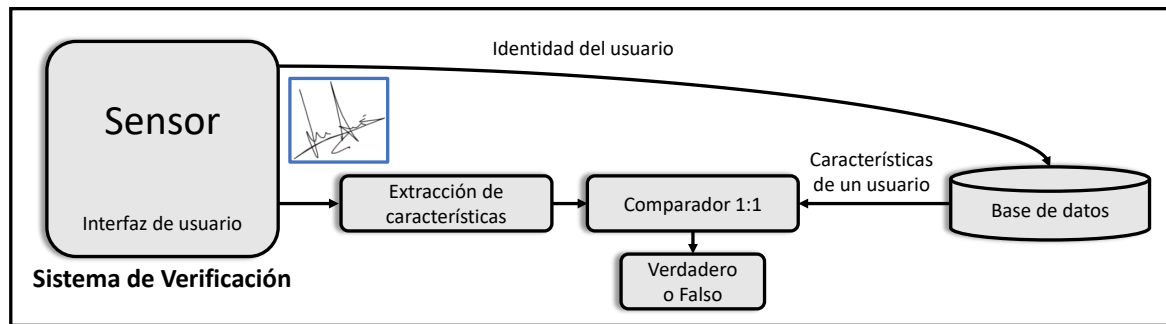 Identidad del usuario
Sensor
Interfaz de usuario
Extracción de
características
Comparador 1:1
Características
de un usuario
Base de datos
Verdadero
o Falso
Sistema de Verificación